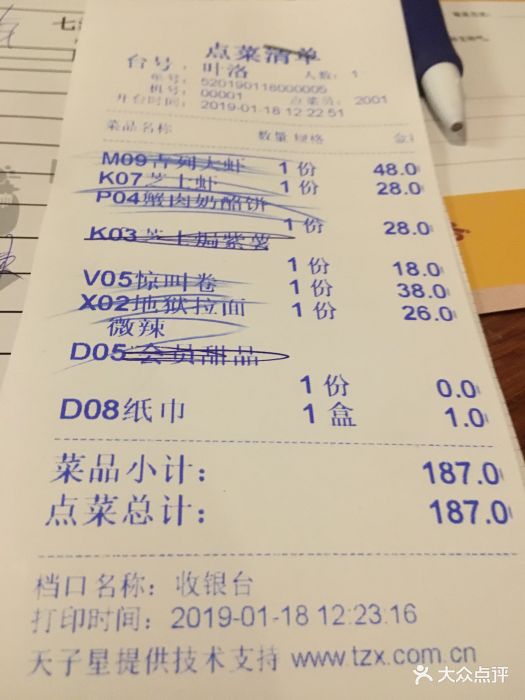 点菜清单
台号: 叶洛 人数: 1
单号: 520190118000005
机号: 00001 点菜员: 2001
开台时间: 2019-01-18 12:22:51
菜品名称 数量 规格 金
M09吉列大虾 1 份 48.0
K07芝士虾 1 份 28.0
P04蟹肉奶酪饼
1 份 28.0
K03芝士焗紫薯
1 份 18.0
V05惊叫卷 1 份 38.0
X02地狱拉面 1 份 26.0
微辣
D05会员甜品
1 份 0.0
D08纸巾 1 盒 1.0
菜品小计: 187.0
点菜总计: 187.0
档口名称: 收银台
打印时间: 2019-01-18 12:23:16
天子星提供技术支持 www.tzx.com.cn
大众点评